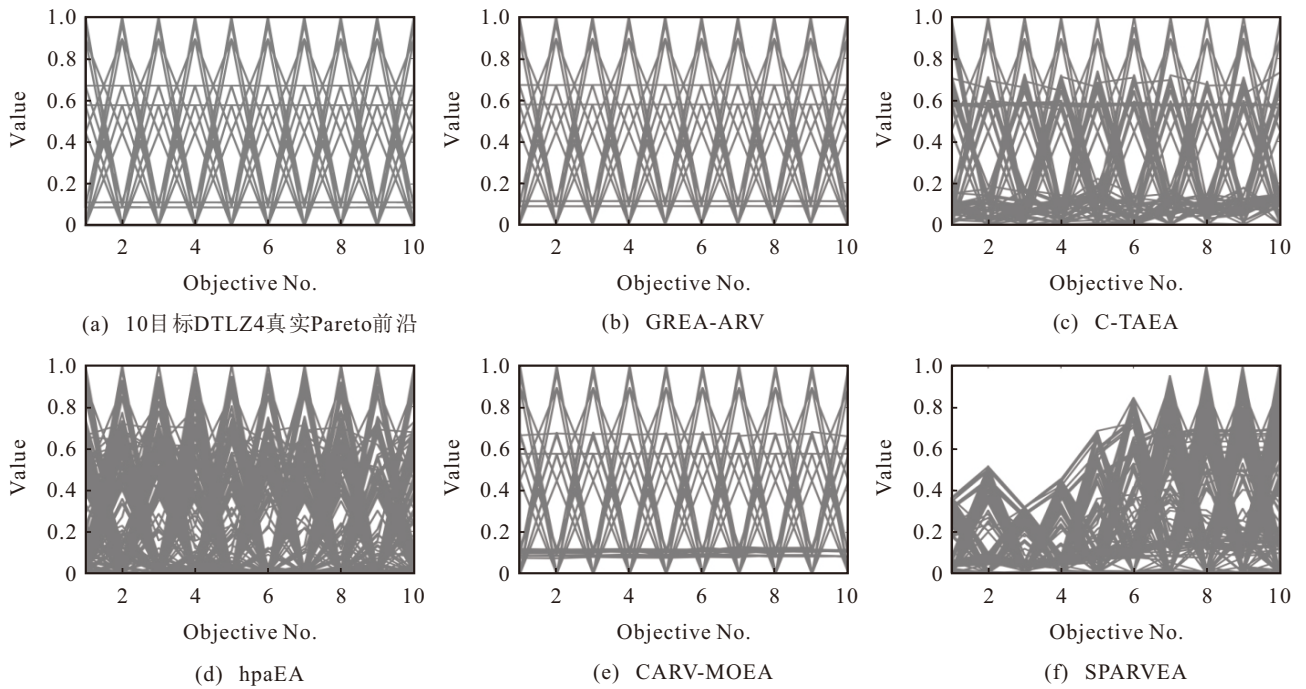 1.0
0.8
0.6
0.4
0.2
0
Value
2 4 6 8 10
Objective No.
(a) 10目标DTLZ4真实Pareto前沿
1.0
0.8
0.6
0.4
0.2
0
Value
2 4 6 8 10
Objective No.
(b) GREA-ARV
1.0
0.8
0.6
0.4
0.2
0
Value
2 4 6 8 10
Objective No.
(c) C-TAEA
1.0
0.8
0.6
0.4
0.2
0
Value
2 4 6 8 10
Objective No.
(d) hpaEA
1.0
0.8
0.6
0.4
0.2
0
Value
2 4 6 8 10
Objective No.
(e) CARV-MOEA
1.0
0.8
0.6
0.4
0.2
0
Value
2 4 6 8 10
Objective No.
(f) SPARVEA